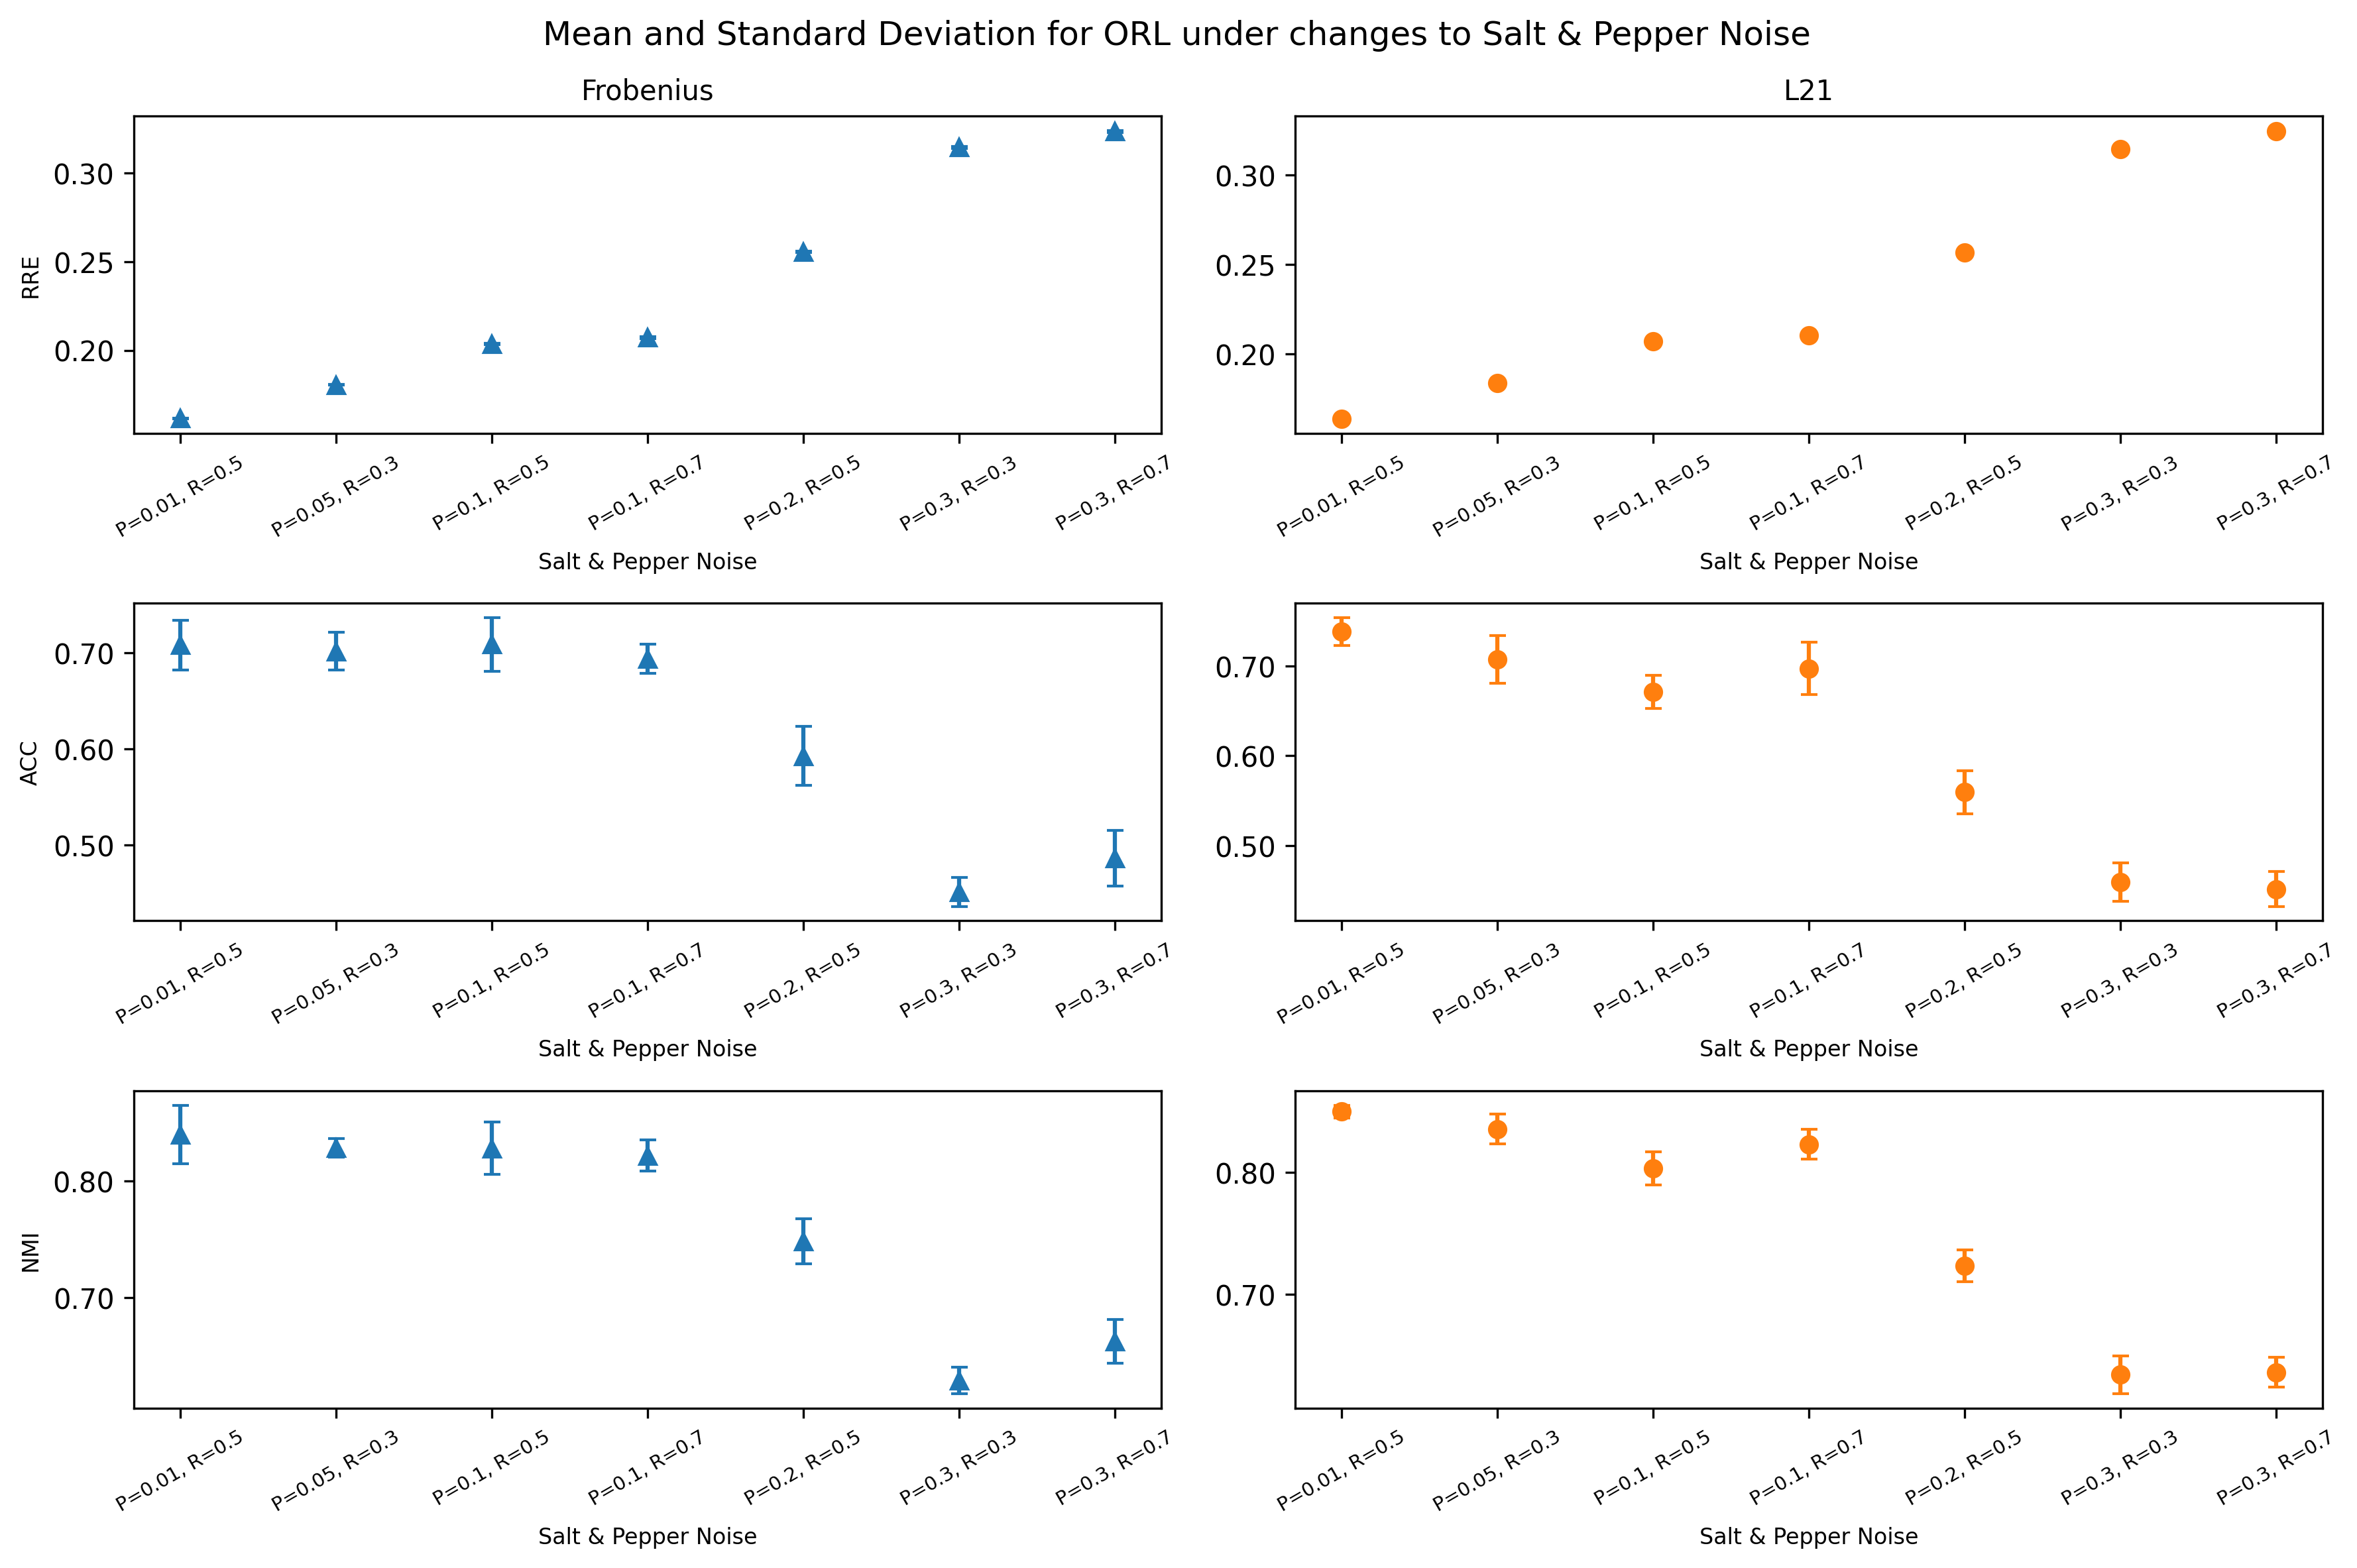 Mean and Standard Deviation for ORL under changes to Salt & Pepper Noise
Frobenius
RRE
0.30
0.25
0.20
P=0.01, R=0.5
P=0.05, R=0.3
P=0.1, R=0.5
P=0.1, R=0.7
P=0.2, R=0.5
P=0.3, R=0.3
P=0.3, R=0.7
Salt & Pepper Noise
L21
0.30
0.25
0.20
P=0.01, R=0.5
P=0.05, R=0.3
P=0.1, R=0.5
P=0.1, R=0.7
P=0.2, R=0.5
P=0.3, R=0.3
P=0.3, R=0.7
Salt & Pepper Noise
ACC
0.70
0.60
0.50
P=0.01, R=0.5
P=0.05, R=0.3
P=0.1, R=0.5
P=0.1, R=0.7
P=0.2, R=0.5
P=0.3, R=0.3
P=0.3, R=0.7
Salt & Pepper Noise
0.70
0.60
0.50
P=0.01, R=0.5
P=0.05, R=0.3
P=0.1, R=0.5
P=0.1, R=0.7
P=0.2, R=0.5
P=0.3, R=0.3
P=0.3, R=0.7
Salt & Pepper Noise
NMI
0.80
0.70
P=0.01, R=0.5
P=0.05, R=0.3
P=0.1, R=0.5
P=0.1, R=0.7
P=0.2, R=0.5
P=0.3, R=0.3
P=0.3, R=0.7
Salt & Pepper Noise
0.80
0.70
P=0.01, R=0.5
P=0.05, R=0.3
P=0.1, R=0.5
P=0.1, R=0.7
P=0.2, R=0.5
P=0.3, R=0.3
P=0.3, R=0.7
Salt & Pepper Noise